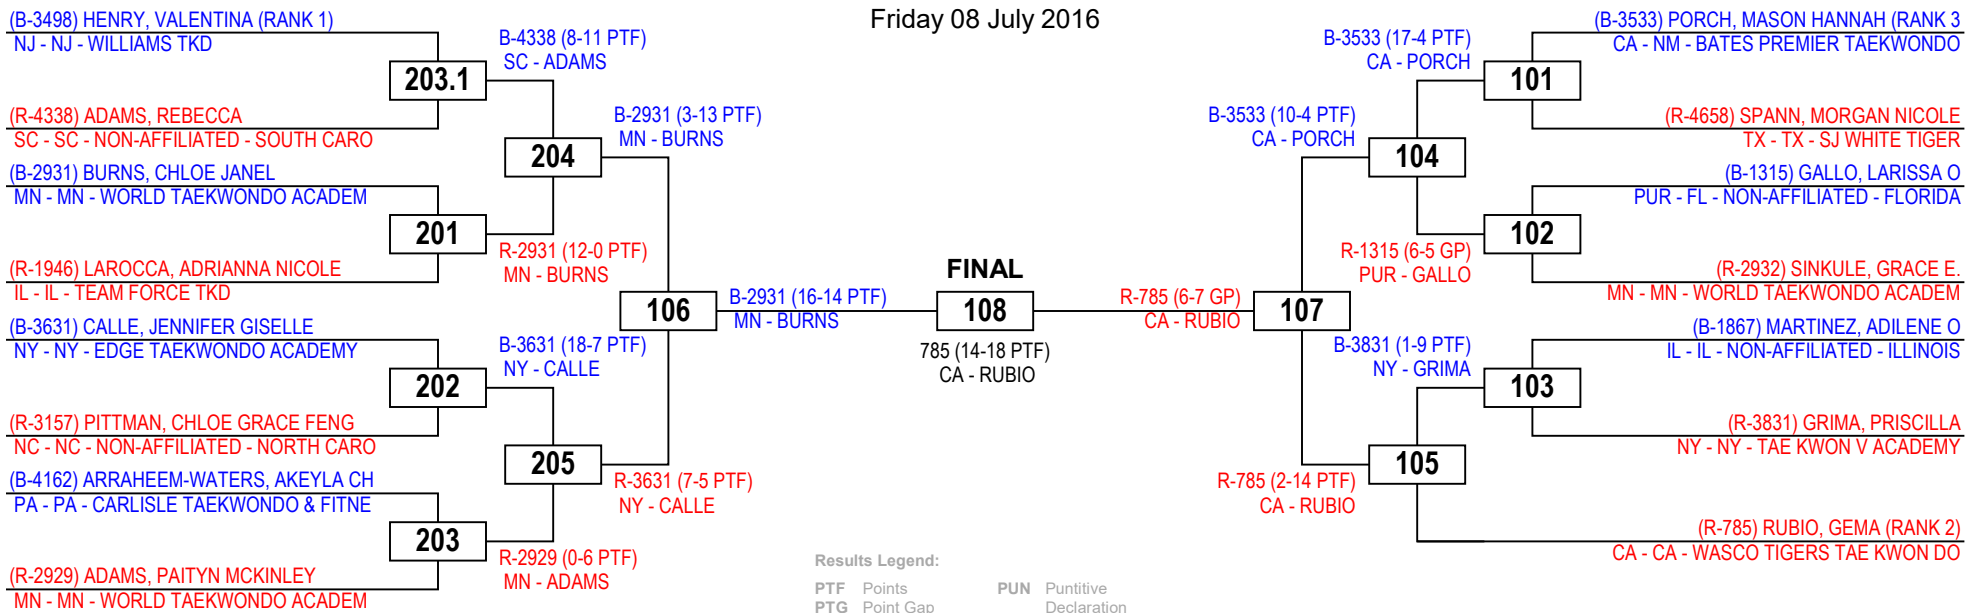 Friday 08 July 2016
(B-3498) HENRY, VALENTINA (RANK 1)
NJ - NJ - WILLIAMS TKD
203.1
(R-4338) ADAMS, REBECCA
SC - SC - NON-AFFILIATED - SOUTH CARO
B-4338 (8-11 PTF)
SC - ADAMS
204
(B-2931) BURNS, CHLOE JANEL
MN - MN - WORLD TAEKWONDO ACADEM
201
(R-1946) LAROCCA, ADRIANNA NICOLE
IL - IL - TEAM FORCE TKD
R-2931 (12-0 PTF)
MN - BURNS
B-2931 (3-13 PTF)
MN - BURNS
106
(B-3631) CALLE, JENNIFER GISELLE
NY - NY - EDGE TAEKWONDO ACADEMY
202
(R-3157) PITTMAN, CHLOE GRACE FENG
NC - NC - NON-AFFILIATED - NORTH CARO
B-3631 (18-7 PTF)
NY - CALLE
205
(B-4162) ARRAHEEM-WATERS, AKEYLA CH
PA - PA - CARLISLE TAEKWONDO & FITNE
203
(R-2929) ADAMS, PAITYN MCKINLEY
MN - MN - WORLD TAEKWONDO ACADEM
R-2929 (0-6 PTF)
MN - ADAMS
R-3631 (7-5 PTF)
NY - CALLE
B-2931 (16-14 PTF)
MN - BURNS
FINAL
108
785 (14-18 PTF)
CA - RUBIO
R-785 (6-7 GP)
CA - RUBIO
107
B-3533 (10-4 PTF)
CA - PORCH
104
B-3533 (17-4 PTF)
CA - PORCH
101
(B-3533) PORCH, MASON HANNAH (RANK 3
CA - NM - BATES PREMIER TAEKWONDO
(R-4658) SPANN, MORGAN NICOLE
TX - TX - SJ WHITE TIGER
(B-1315) GALLO, LARISSA O
PUR - FL - NON-AFFILIATED - FLORIDA
102
R-1315 (6-5 GP)
PUR - GALLO
(R-2932) SINKULE, GRACE E.
MN - MN - WORLD TAEKWONDO ACADEM
(B-1867) MARTINEZ, ADILENE O
IL - IL - NON-AFFILIATED - ILLINOIS
B-3831 (1-9 PTF)
NY - GRIMA
103
(R-3831) GRIMA, PRISCILLA
NY - NY - TAE KWON V ACADEMY
105
R-785 (2-14 PTF)
CA - RUBIO
(R-785) RUBIO, GEMA (RANK 2)
CA - CA - WASCO TIGERS TAE KWON DO
Results Legend:
PTF Points PUN Puntitive
PTG Point Gap Declaration